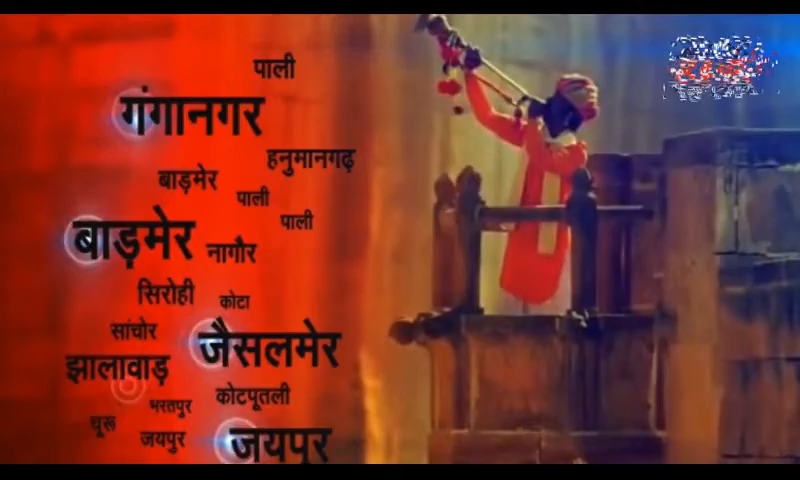 पाली
गंगानगर
हनुमानगढ़
बाड़मेर
पाली
पाली
बाड़मेर
नागौर
सिरोही
कोटा
सांचोर
जैसलमेर
झालावाड़
कोटपूतली
भरतपुर
चूरू
जयपुर
जयपुर